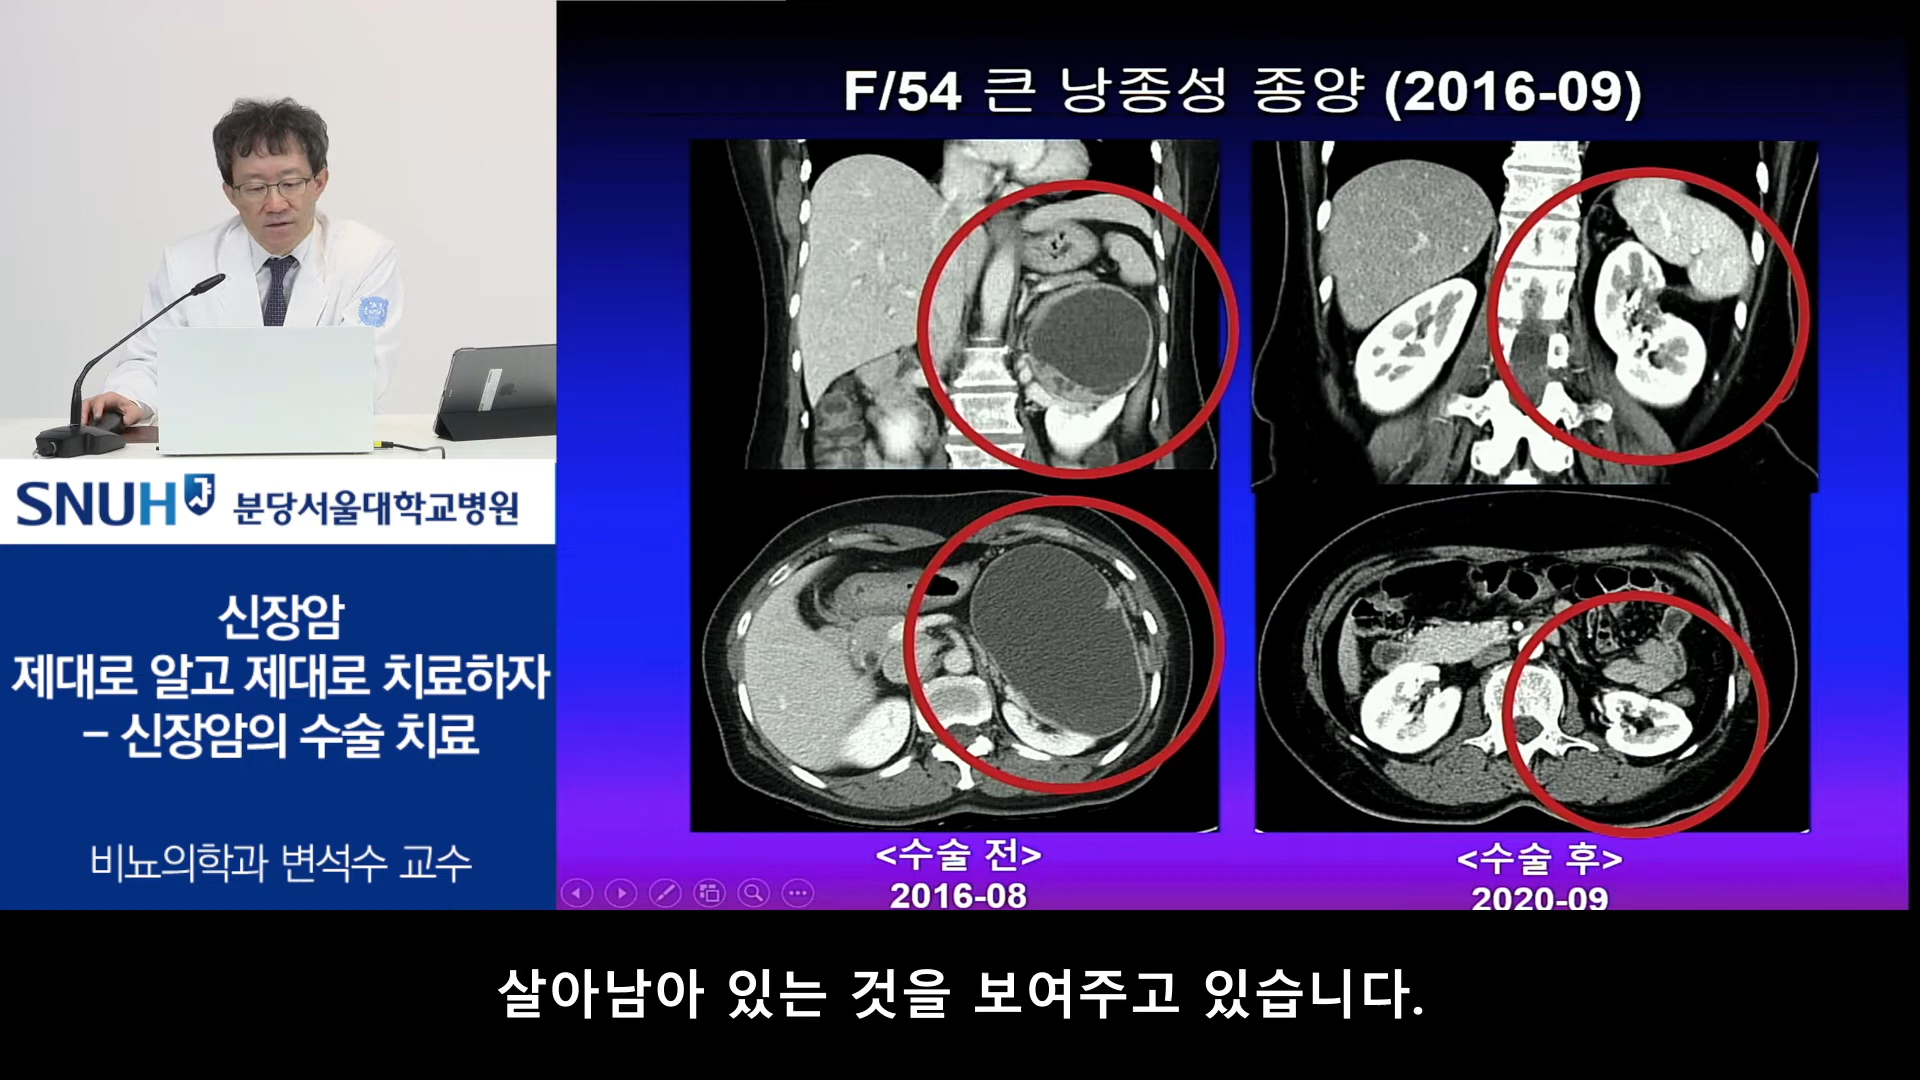 F/54 큰 낭종성 종양 (2016-09)
SNUH 분당서울대학교병원
신장암
제대로 알고 제대로 치료하자
– 신장암의 수술 치료
비뇨의학과 변석수 교수
<수술 전>
2016-08
<수술 후>
2020-09
살아남아 있는 것을 보여주고 있습니다.